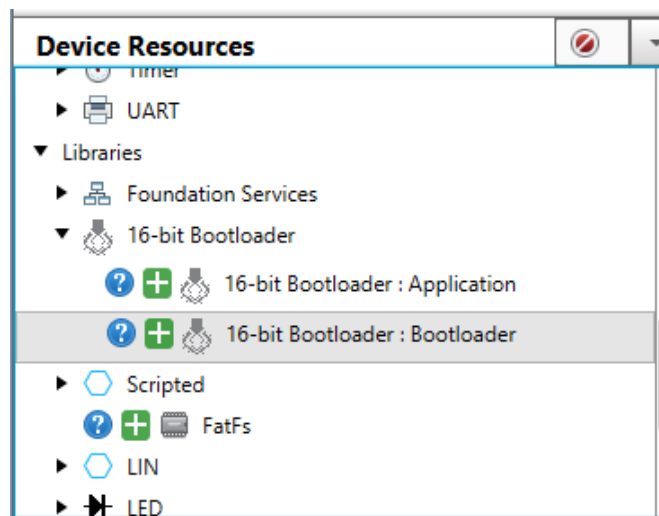 Device Resources
Timer
UART
Libraries
Foundation Services
16-bit Bootloader
16-bit Bootloader : Application
16-bit Bootloader : Bootloader
Scripted
FatFs
LIN
LED